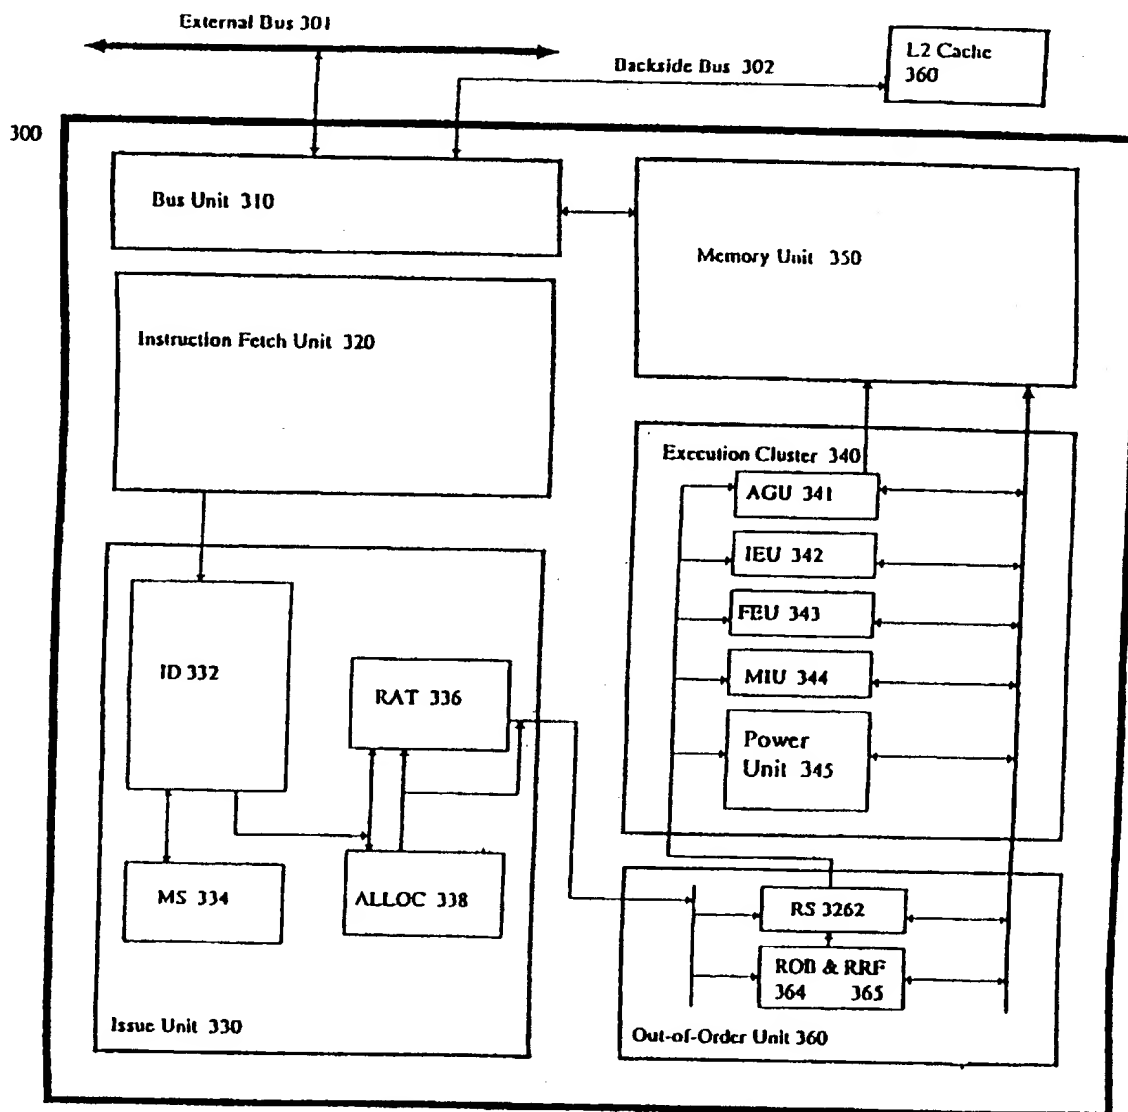 External Bus 301
Backside Bus 302
L2 Cache
360
300
Bus Unit 310
Memory Unit 350
Instruction Fetch Unit 320
Execution Cluster 340
AGU 341
IEU 342
FEU 343
MIU 344
Power
Unit 345
ID 332
RAT 336
MS 334
ALLOC 338
Issue Unit 330
RS 3262
ROB & RRF
364 365
Out-of-Order Unit 360